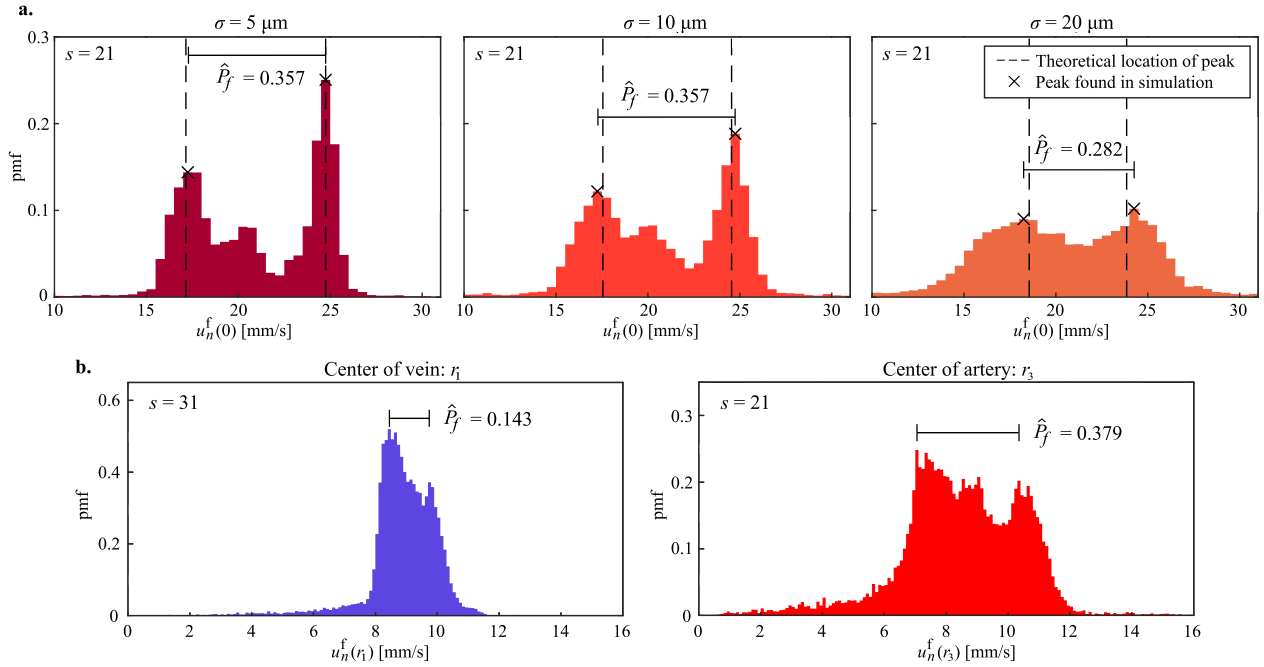 a.
σ = 5 μm
σ = 10 μm
σ = 20 μm
s = 21
P̂f = 0.357
s = 21
P̂f = 0.357
s = 21
Theoretical location of peak
Peak found in simulation
P̂f = 0.282
pmf
0.3
0.2
0.1
0
10 15 20 25 30
10 15 20 25 30
10 15 20 25 30
uₙᶠ(0) [mm/s]
uₙᶠ(0) [mm/s]
uₙᶠ(0) [mm/s]
b.
Center of vein: r₁
Center of artery: r₃
s = 31
P̂f = 0.143
pmf
0.6
0.4
0.2
0
0 2 4 6 8 10 12 14 16
uₙᶠ(r₁) [mm/s]
s = 21
P̂f = 0.379
pmf
0.3
0.2
0.1
0
0 2 4 6 8 10 12 14 16
uₙᶠ(r₃) [mm/s]